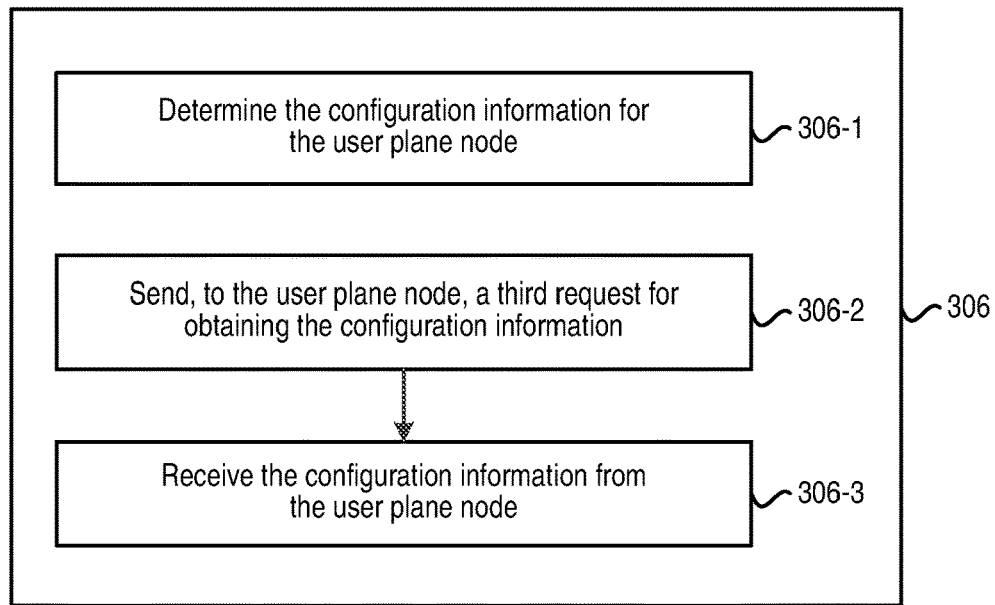 Determine the configuration information for
the user plane node
306-1
Send, to the user plane node, a third request for
obtaining the configuration information
306-2
306
Receive the configuration information from
the user plane node
306-3